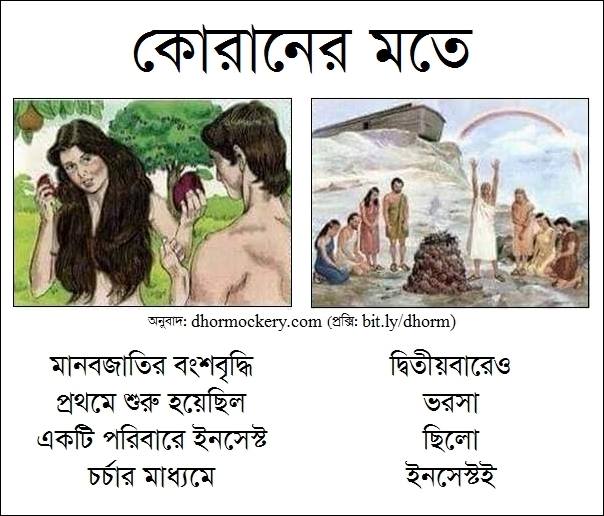 কোরানের মতে
অনুবাদ: dhormockery.com (প্রক্সি: bit.ly/dhorm)
মানবজাতির বংশবৃদ্ধি
প্রথমে শুরু হয়েছিল
একটি পরিবারে ইনসেস্ট
চর্চার মাধ্যমে
দ্বিতীয়বারেও
ভরসা
ছিলো
ইনসেস্টই